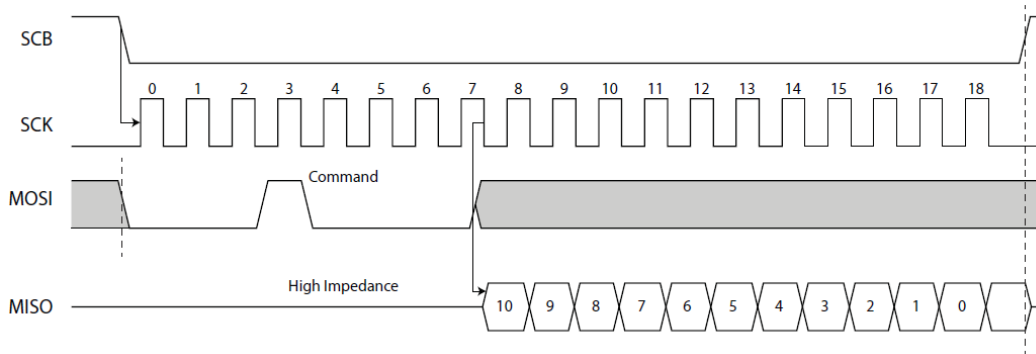 SCB
0 1 2 3 4 5 6 7 8 9 10 11 12 13 14 15 16 17 18
SCK
Command
MOSI
High Impedance
MISO
10 9 8 7 6 5 4 3 2 1 0